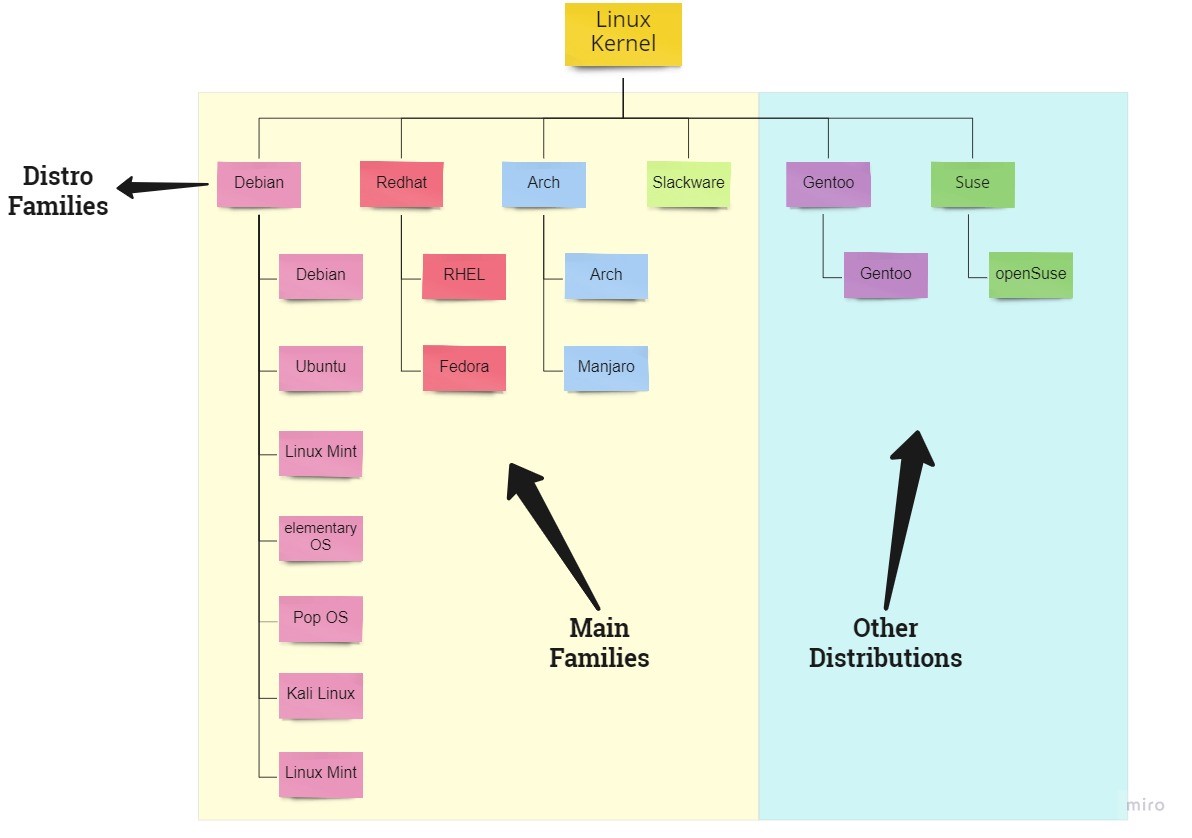 Linux
Kernel
Distro
Families
Debian
Redhat
Arch
Slackware
Gentoo
Suse
Debian
RHEL
Arch
Gentoo
openSuse
Ubuntu
Fedora
Manjaro
Linux Mint
elementary
OS
Pop OS
Main
Families
Other
Distributions
Kali Linux
Linux Mint
miro